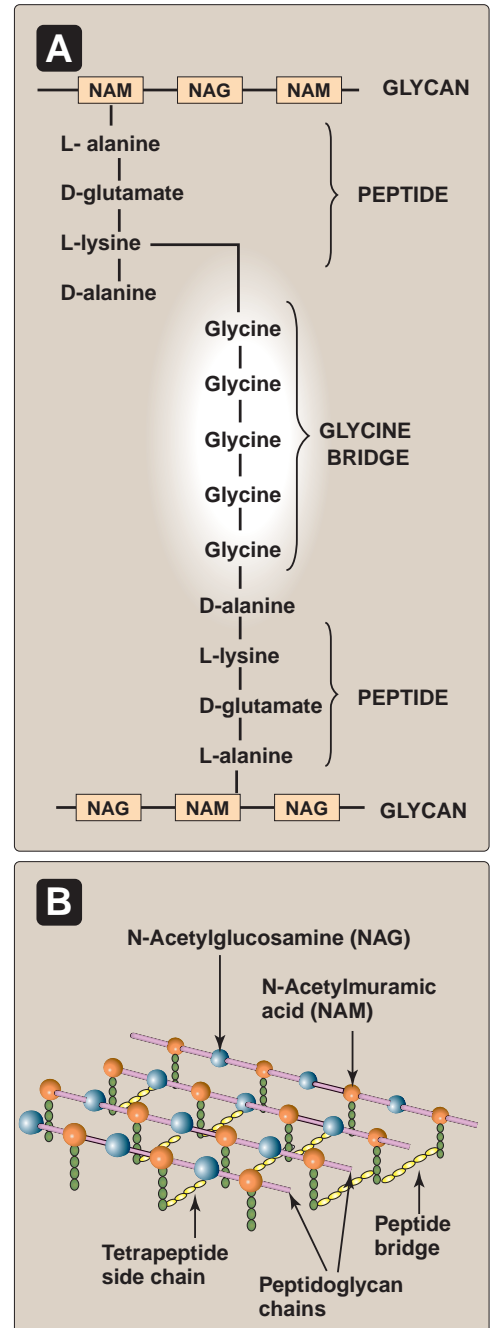 A
NAM NAG NAM GLYCAN
L- alanine
D-glutamate
PEPTIDE
L-lysine
D-alanine
Glycine
Glycine
Glycine
GLYCINE
BRIDGE
Glycine
Glycine
D-alanine
L-lysine
D-glutamate
PEPTIDE
L-alanine
NAG NAM NAG GLYCAN
B
N-Acetylglucosamine (NAG)
N-Acetylmuramic
acid (NAM)
Tetrapeptide
side chain
Peptidoglycan
chains
Peptide
bridge